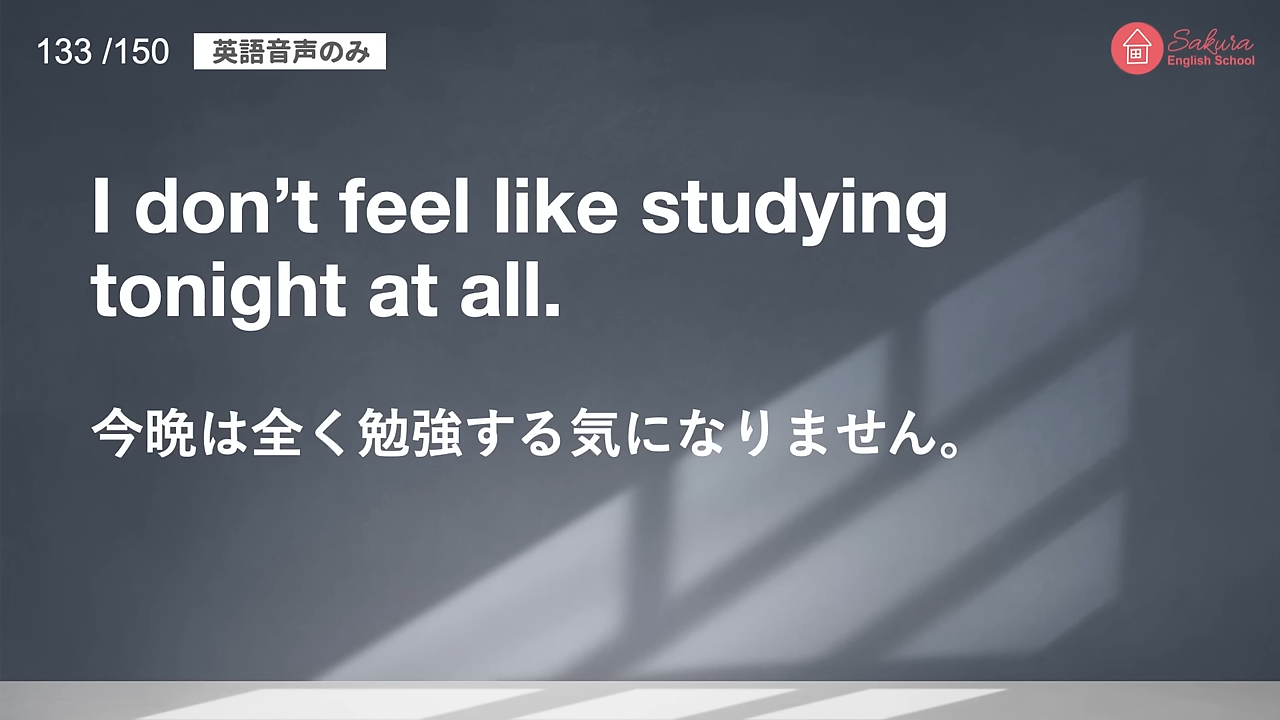 133 /150
英語音声のみ
Sakura
English School
I don't feel like studying
tonight at all.
今晩は全く勉強する気になりません。